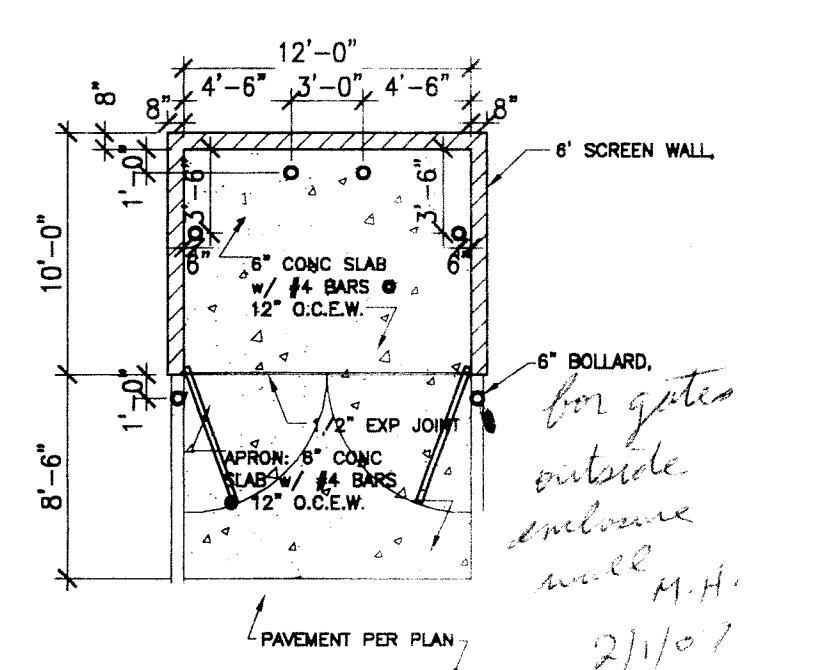 12'-0"
4'-6" 3'-0" 4'-6"
8" 8" 8"
1'-0" 3'-6" 3'-6"
6' SCREEN WALL,
10'-0"
6" 6"
6" CONC SLAB
w/ #4 BARS @
12" O.C.E.W.
6" BOLLARD,
1'-0"
1/2" EXP JOINT
8'-6"
APRON: 6" CONC
SLAB w/ #4 BARS
12" O.C.E.W.
PAVEMENT PER PLAN
for gates
outside
enclosure
wall
M.H.
2/1/07